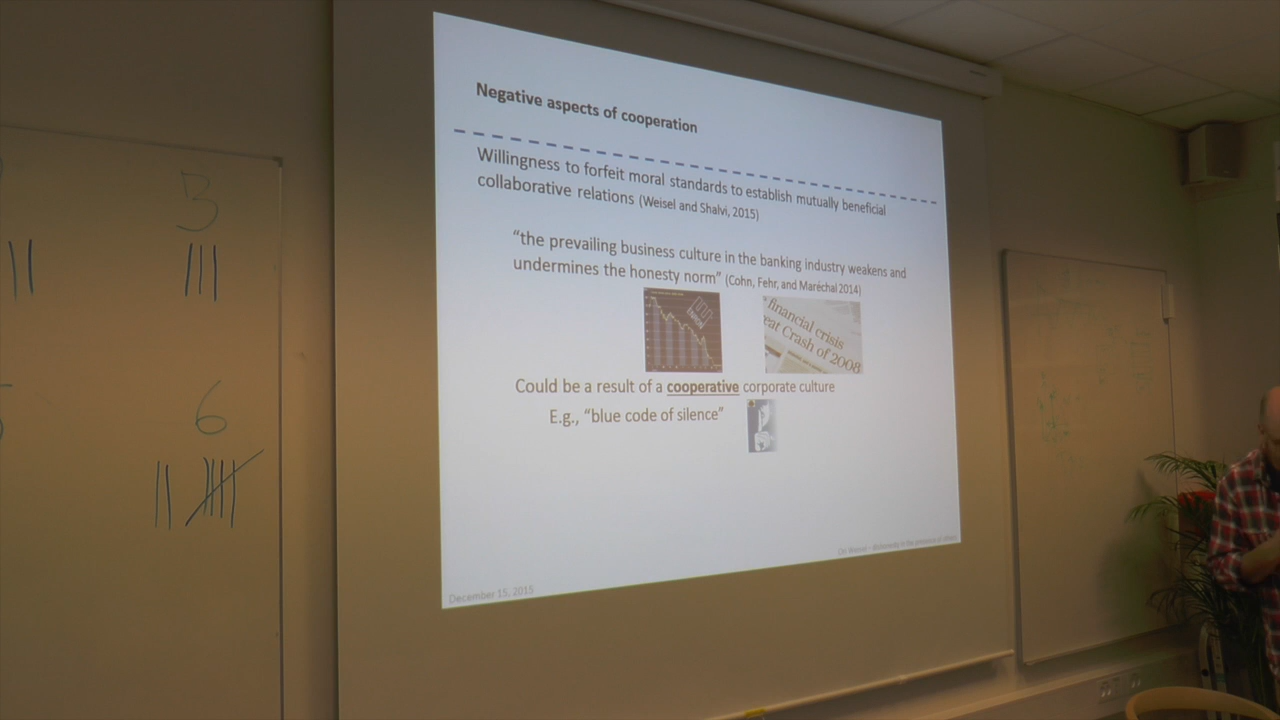 Negative aspects of cooperation
Willingness to forfeit moral standards to establish mutually beneficial
collaborative relations (Weisel and Shalvi, 2015)
“the prevailing business culture in the banking industry weakens and
undermines the honesty norm” (Cohn, Fehr, and Maréchal 2014)
financial crisis
eat Crash of 2008
Could be a result of a cooperative corporate culture
E.g., “blue code of silence”
December 15, 2015
3
6